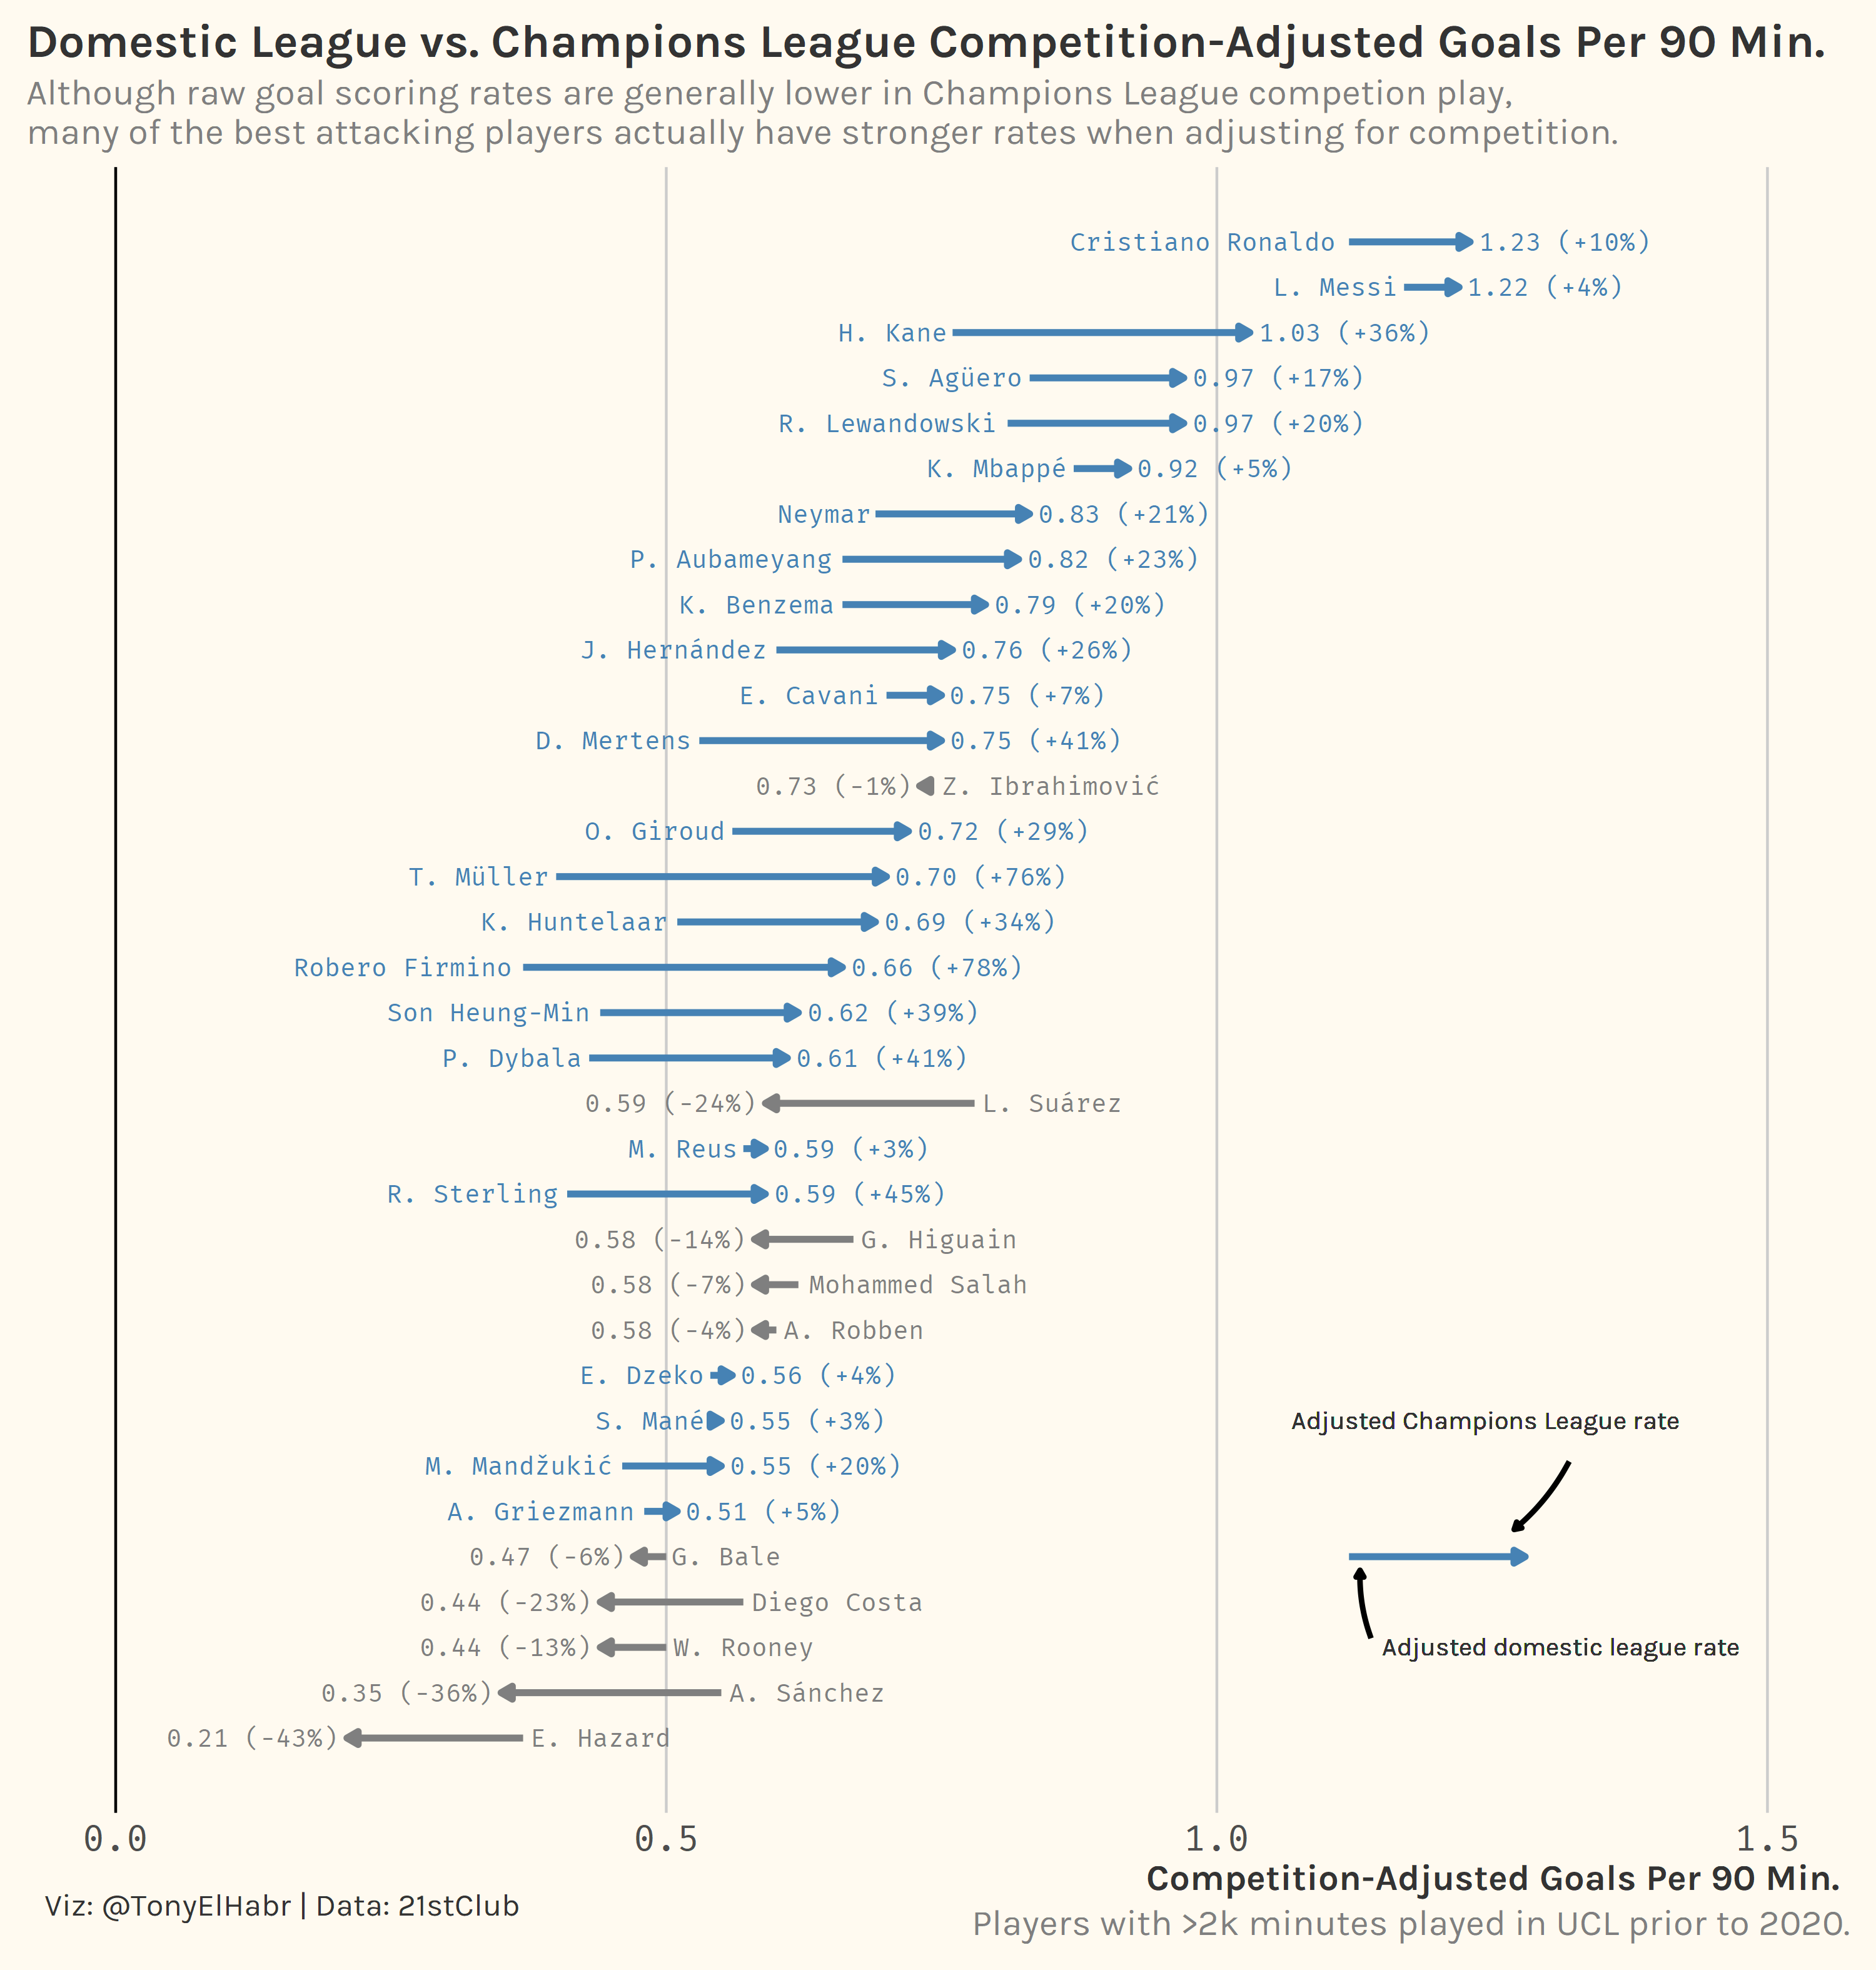 Domestic League vs. Champions League Competition-Adjusted Goals Per 90 Min.
Although raw goal scoring rates are generally lower in Champions League competion play,
many of the best attacking players actually have stronger rates when adjusting for competition.
Cristiano Ronaldo 1.23 (+10%)
L. Messi 1.22 (+4%)
H. Kane 1.03 (+36%)
S. Agüero 0.97 (+17%)
R. Lewandowski 0.97 (+20%)
K. Mbappé 0.92 (+5%)
Neymar 0.83 (+21%)
P. Aubameyang 0.82 (+23%)
K. Benzema 0.79 (+20%)
J. Hernández 0.76 (+26%)
E. Cavani 0.75 (+7%)
D. Mertens 0.75 (+41%)
0.73 (-1%) Z. Ibrahimović
O. Giroud 0.72 (+29%)
T. Müller 0.70 (+76%)
K. Huntelaar 0.69 (+34%)
Robero Firmino 0.66 (+78%)
Son Heung-Min 0.62 (+39%)
P. Dybala 0.61 (+41%)
0.59 (-24%) L. Suárez
M. Reus 0.59 (+3%)
R. Sterling 0.59 (+45%)
0.58 (-14%) G. Higuain
0.58 (-7%) Mohammed Salah
0.58 (-4%) A. Robben
E. Dzeko 0.56 (+4%)
S. Mané 0.55 (+3%)
Adjusted Champions League rate
M. Mandžukić 0.55 (+20%)
A. Griezmann 0.51 (+5%)
0.47 (-6%) G. Bale
0.44 (-23%) Diego Costa
0.44 (-13%) W. Rooney
Adjusted domestic league rate
0.35 (-36%) A. Sánchez
0.21 (-43%) E. Hazard
0.0 0.5 1.0 1.5
Competition-Adjusted Goals Per 90 Min.
Viz: @TonyElHabr | Data: 21stClub
Players with >2k minutes played in UCL prior to 2020.